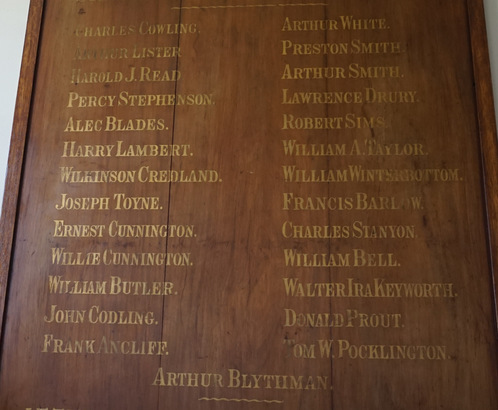 Charles Cowling.
Arthur Lister
Harold J. Read
Percy Stephenson.
Alec Blades.
Harry Lambert.
Wilkinson Credland.
Joseph Toyne.
Ernest Cunnington.
Willie Cunnington.
William Butler.
John Codling.
Frank Ancliff.
Arthur White.
Preston Smith.
Arthur Smith.
Lawrence Drury.
Robert Sims.
William A. Taylor.
William Winterbottom.
Francis Barlow.
Charles Stanyon.
William Bell.
Walter Ira Keyworth.
Donald Prout.
Tom W. Pocklington.
Arthur Blythman.